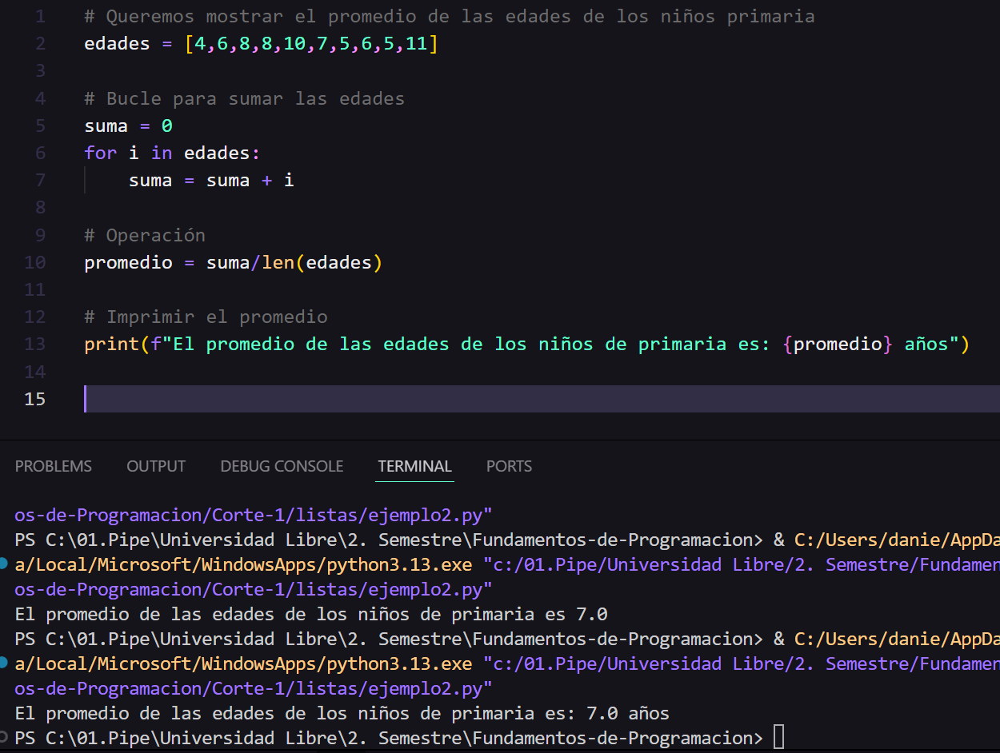 1 # Queremos mostrar el promedio de las edades de los niños primaria
2 edades = [4,6,8,8,10,7,5,6,5,11]
3
4 # Bucle para sumar las edades
5 suma = 0
6 for i in edades:
7     suma = suma + i
8
9 # Operación
10 promedio = suma/len(edades)
11
12 # Imprimir el promedio
13 print(f"El promedio de las edades de los niños de primaria es: {promedio} años")
14
15
PROBLEMS OUTPUT DEBUG CONSOLE TERMINAL PORTS
os-de-Programacion/Corte-1/listas/ejemplo2.py"
PS C:\01.Pipe\Universidad Libre\2. Semestre\Fundamentos-de-Programacion> & C:/Users/danie/AppDa
a/Local/Microsoft/WindowsApps/python3.13.exe "c:/01.Pipe/Universidad Libre/2. Semestre/Fundamen
os-de-Programacion/Corte-1/listas/ejemplo2.py"
El promedio de las edades de los niños de primaria es 7.0
PS C:\01.Pipe\Universidad Libre\2. Semestre\Fundamentos-de-Programacion> & C:/Users/danie/AppDa
a/Local/Microsoft/WindowsApps/python3.13.exe "c:/01.Pipe/Universidad Libre/2. Semestre/Fundamen
os-de-Programacion/Corte-1/listas/ejemplo2.py"
El promedio de las edades de los niños de primaria es: 7.0 años
PS C:\01.Pipe\Universidad Libre\2. Semestre\Fundamentos-de-Programacion>